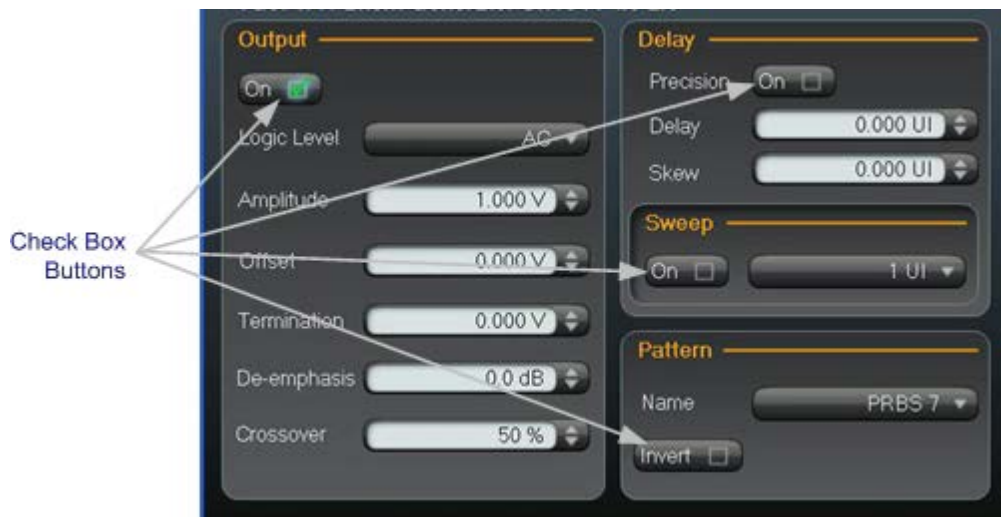 Output
On
Logic Level AC
Amplitude 1.000 V
Offset 0.000 V
Termination 0.000 V
De-emphasis 0.0 dB
Crossover 50 %
Delay
Precision On
Delay 0.000 UI
Skew 0.000 UI
Sweep
On 1 UI
Pattern
Name PRBS 7
Invert
Check Box
Buttons